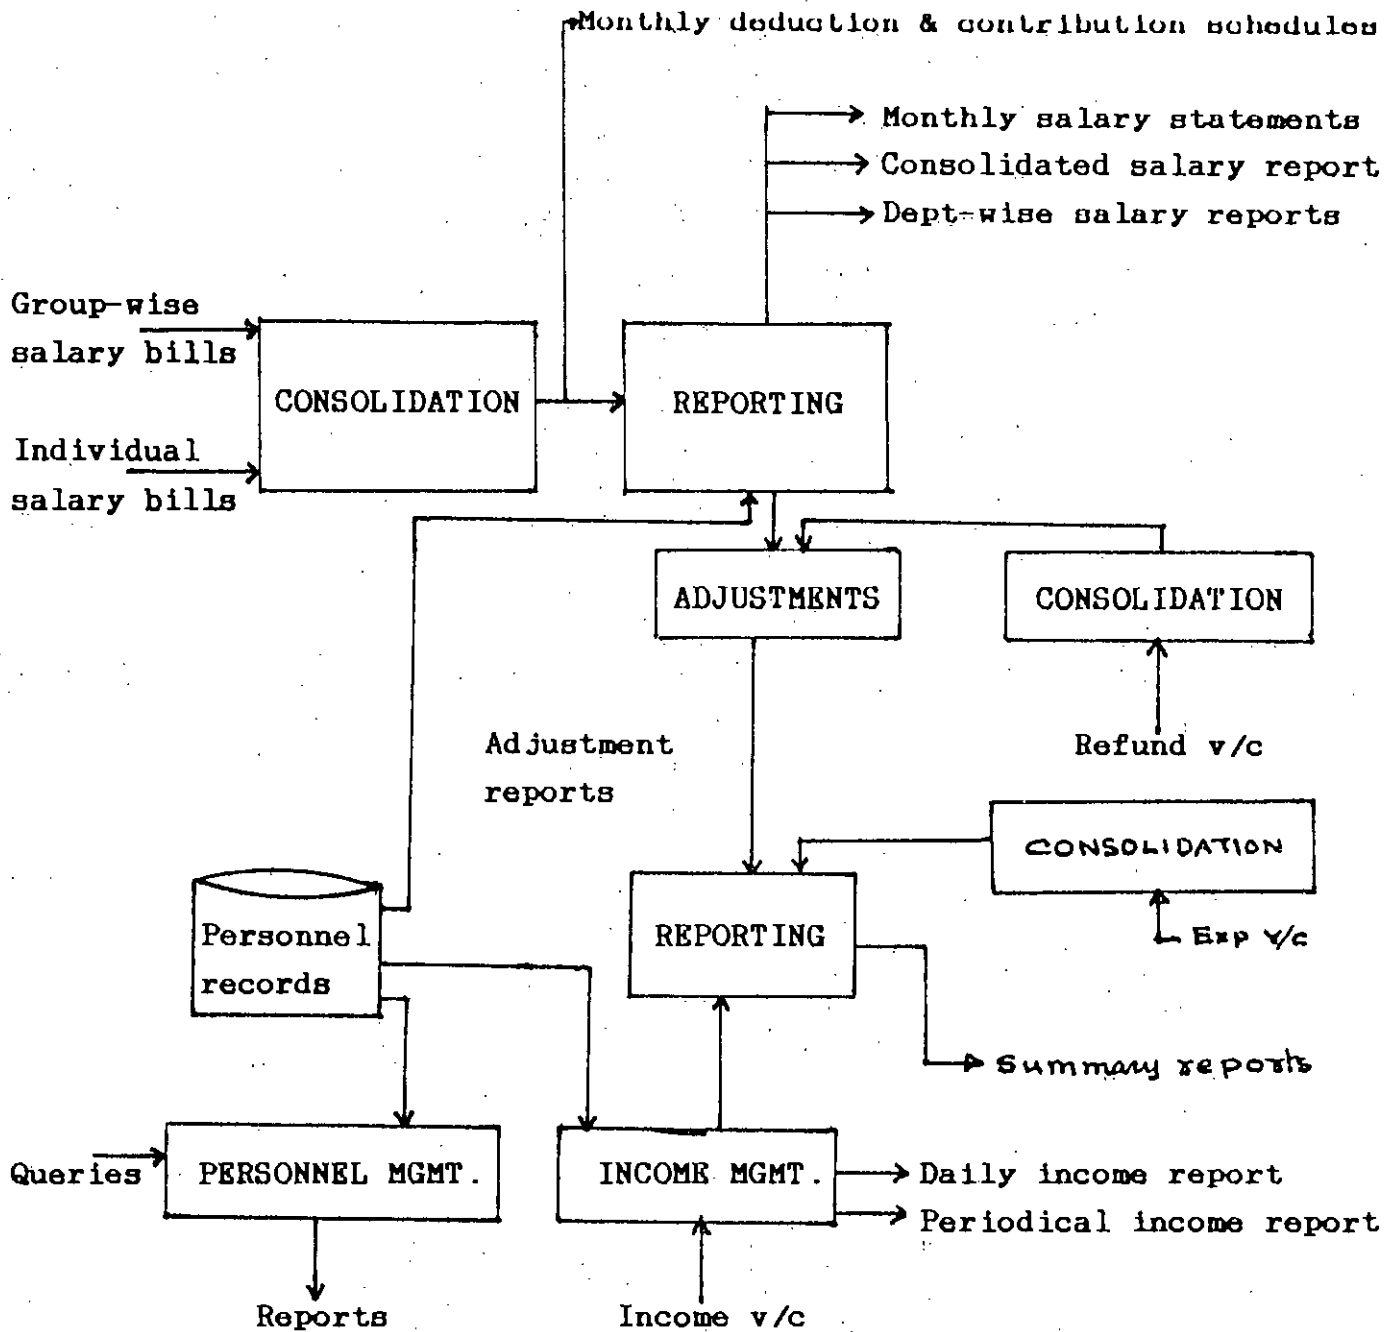 Monthly deduction & contribution schedules
Monthly salary statements
Consolidated salary report
Dept-wise salary reports
Group-wise
salary bills
CONSOLIDATION
REPORTING
Individual
salary bills
ADJUSTMENTS
CONSOLIDATION
Adjustment
reports
Refund v/c
CONSOLIDATION
Personnel
records
REPORTING
Exp v/c
Summary reports
Queries
PERSONNEL MGMT.
INCOME MGMT.
Daily income report
Periodical income report
Reports
Income v/c